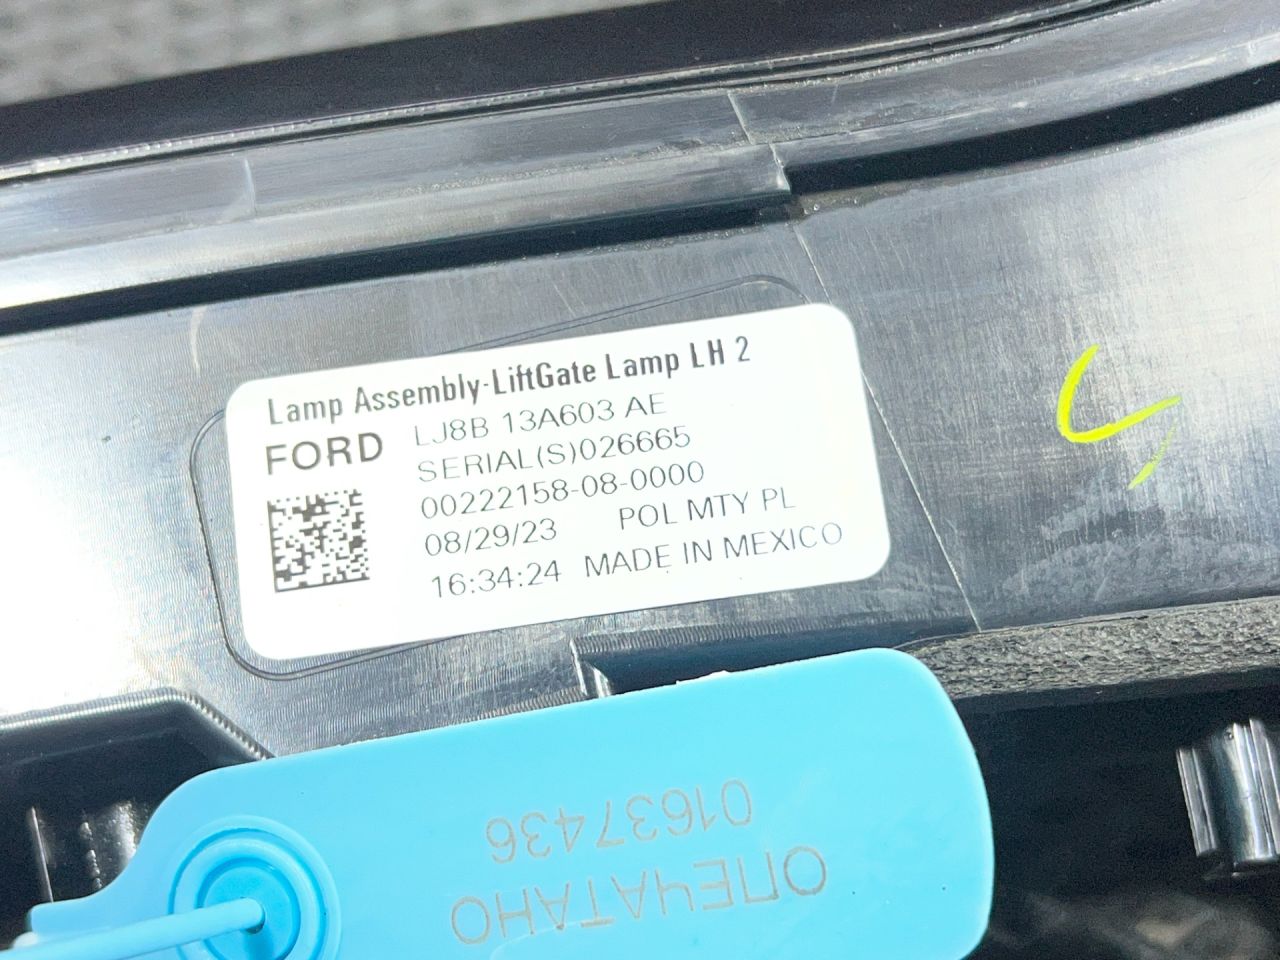 Lamp Assembly-LiftGate Lamp LH 2
FORD
LJ8B 13A603 AE
SERIAL(S)026665
00222158-08-0000
08/29/23 POL MTY PL
16:34:24 MADE IN MEXICO
ОПЕЧАТАНО
01637436